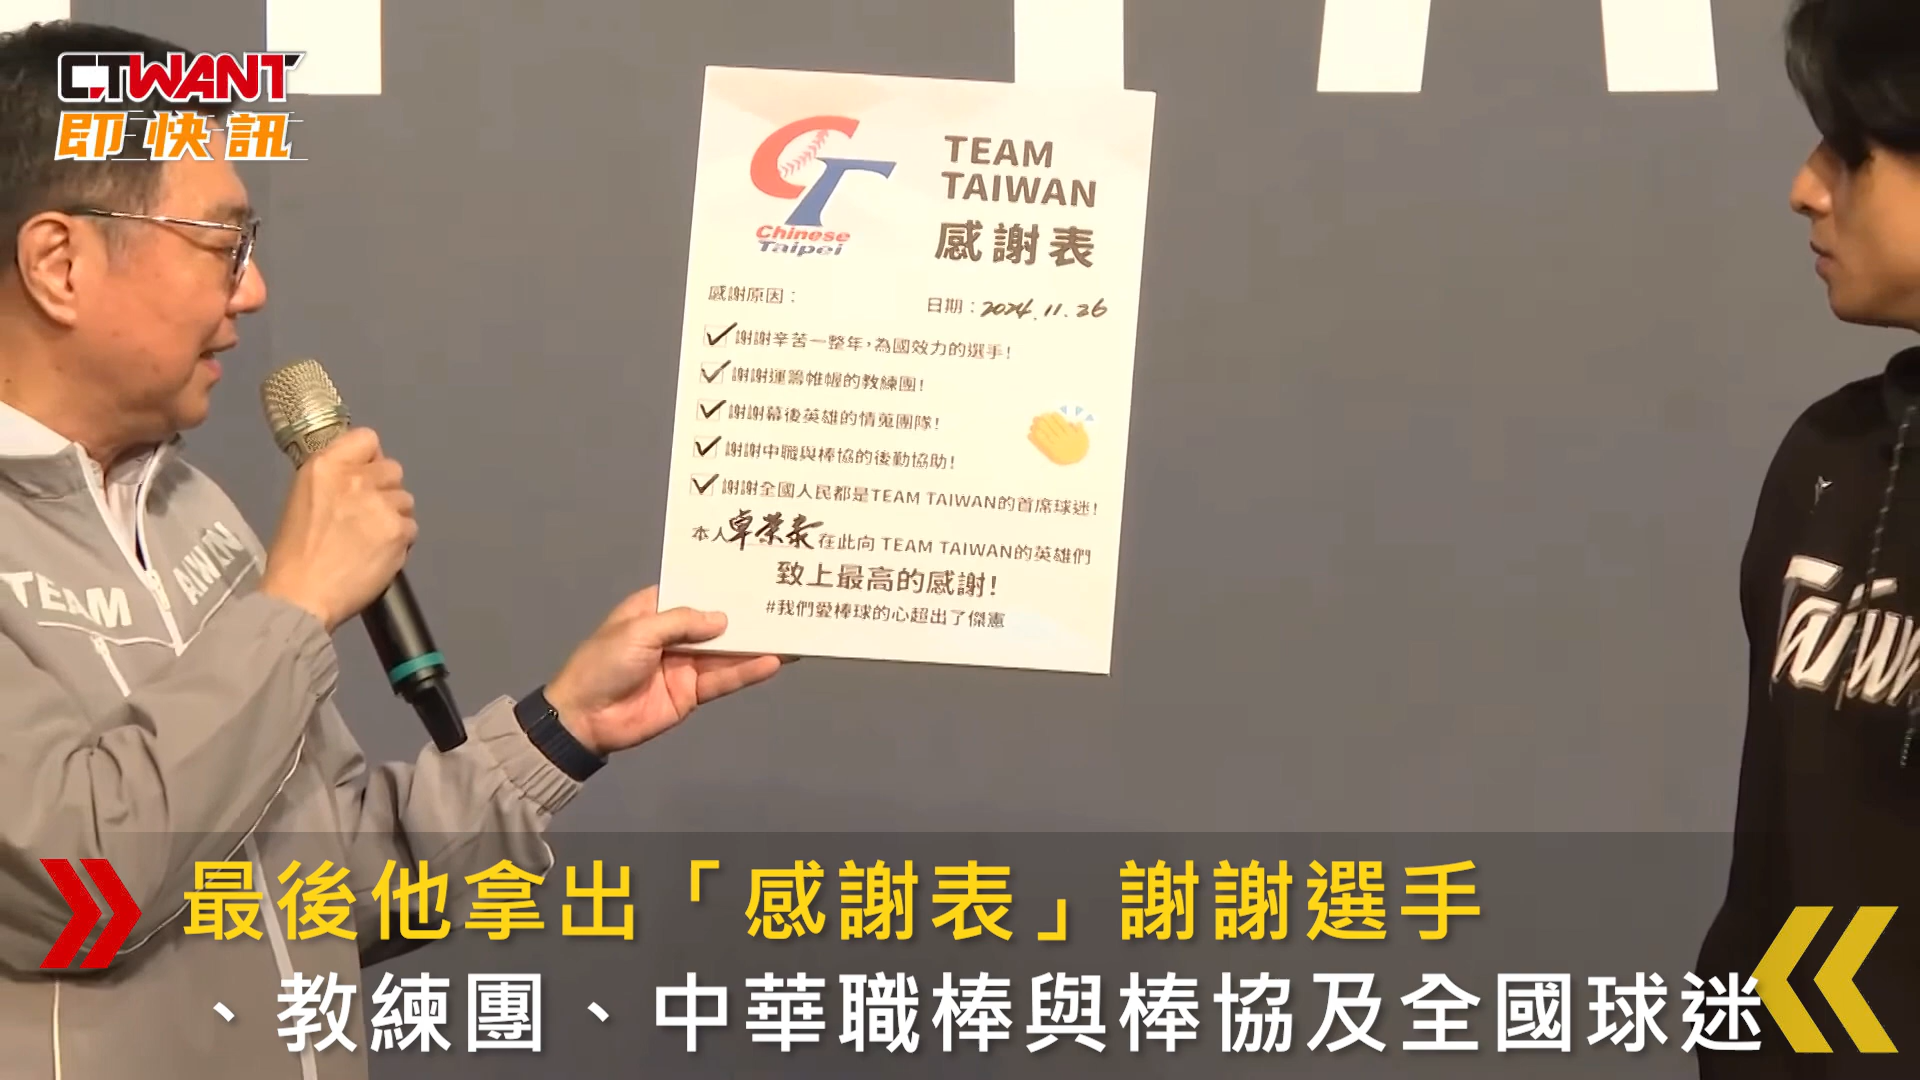 CTWANT
即快訊
CT
Chinese
Taipei
TEAM
TAIWAN
感謝表
感謝原因：
日期：2024.11.26
謝謝辛苦一整年，為國效力的選手！
謝謝運籌帷幄的教練團！
謝謝幕後英雄的情蒐團隊！
謝謝中職與棒協的後勤協助！
謝謝全國人民都是TEAM TAIWAN的首席球迷！
本人卓榮泰在此向 TEAM TAIWAN的英雄們
致上最高的感謝！
#我們愛棒球的心超出了傑憲
TEAM
AIWAN
Taiwan
最後他拿出「感謝表」謝謝選手
、教練團、中華職棒與棒協及全國球迷